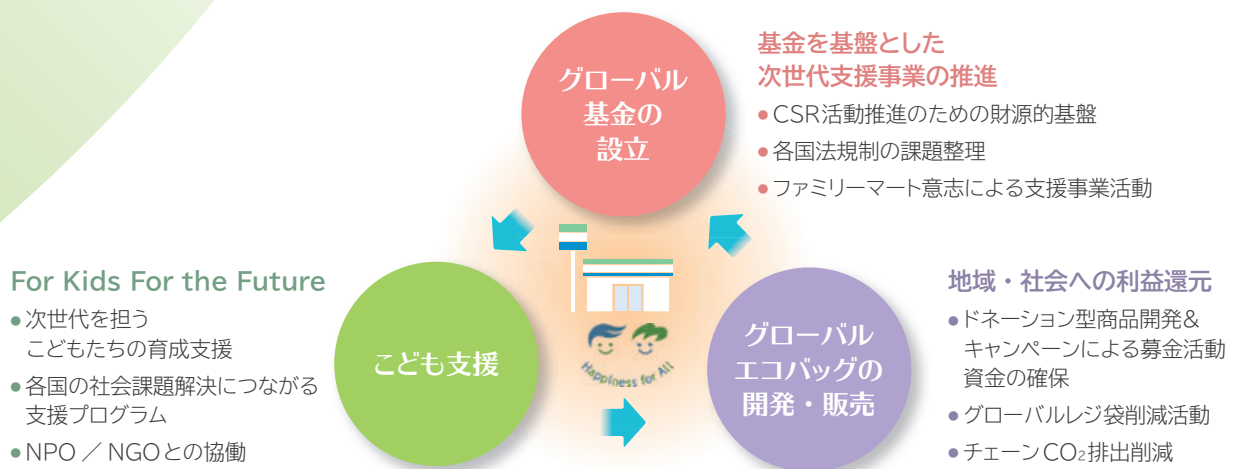 グローバル
基金の
設立
基金を基盤とした
次世代支援事業の推進
●CSR活動推進のための財源的基盤
●各国法規制の課題整理
●ファミリーマート意志による支援事業活動
For Kids For the Future
●次世代を担う
こどもたちの育成支援
●各国の社会課題解決につながる
支援プログラム
●NPO／NGOとの協働
こども支援
Happiness for All
グローバル
エコバッグの
開発・販売
地域・社会への利益還元
●ドネーション型商品開発&
キャンペーンによる募金活動
資金の確保
●グローバルレジ袋削減活動
●チェーンCO₂排出削減